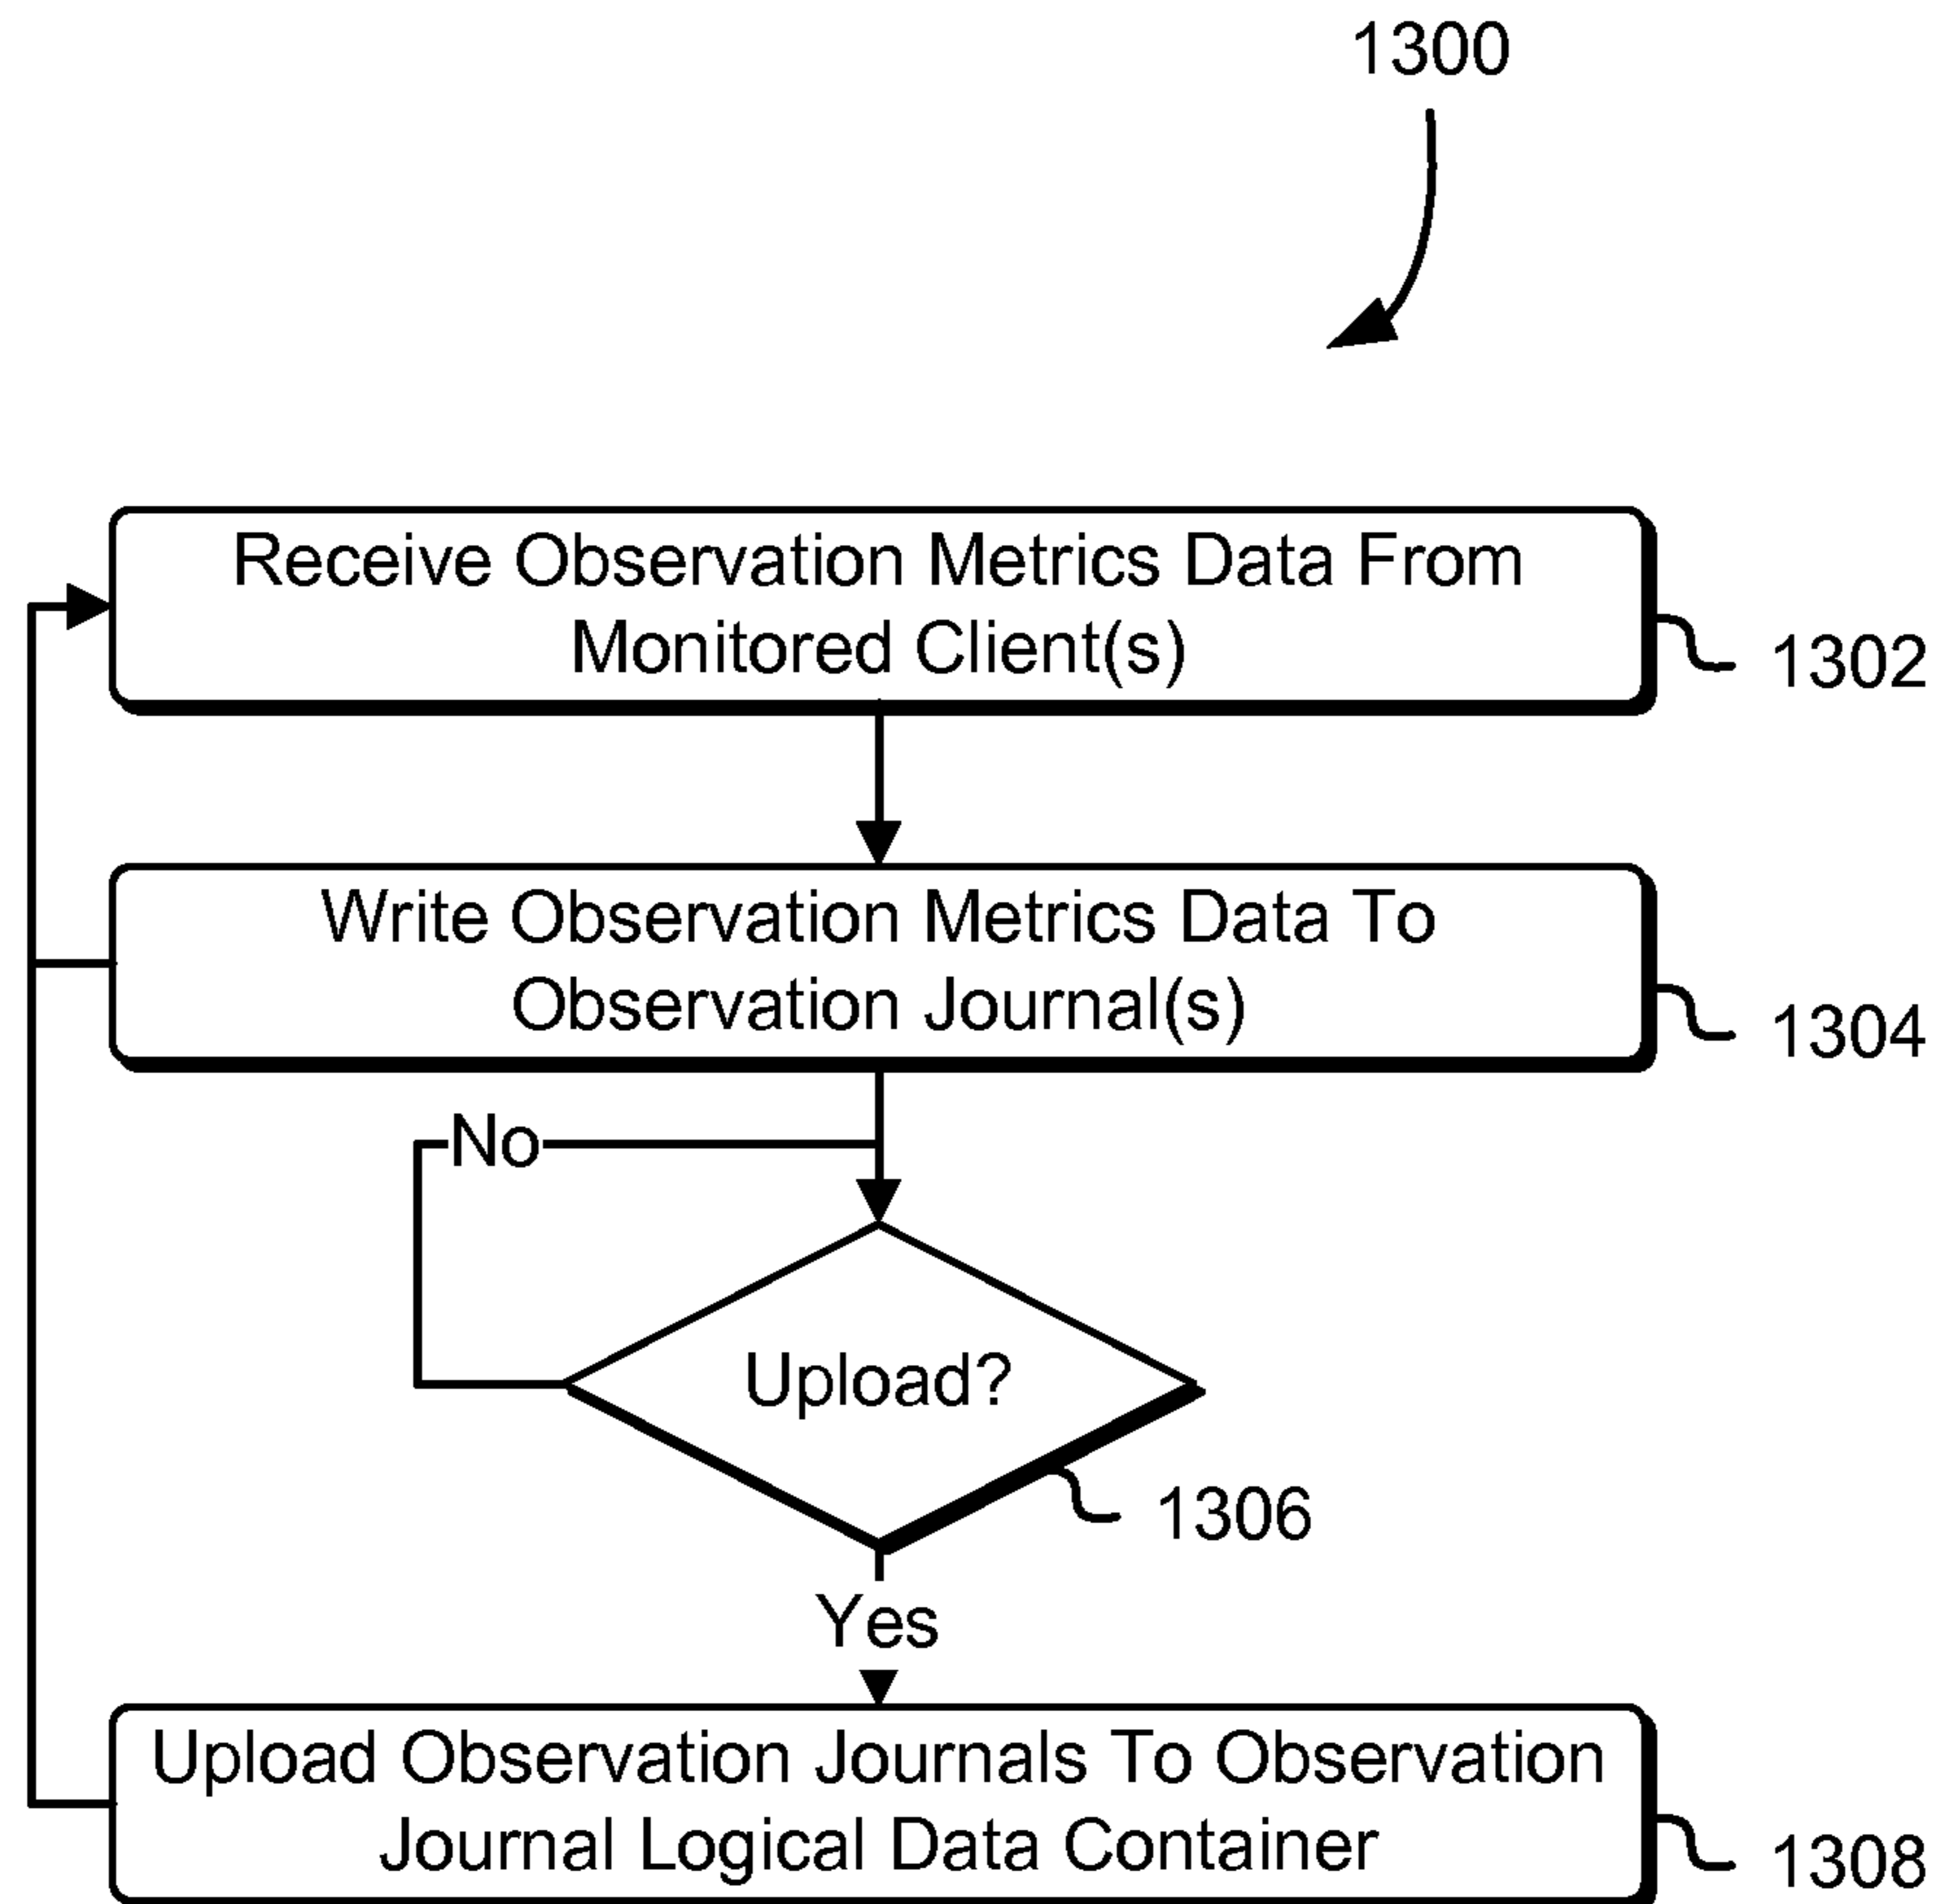 1300
Receive Observation Metrics Data From
Monitored Client(s)
1302
Write Observation Metrics Data To
Observation Journal(s)
1304
No
Upload?
1306
Yes
Upload Observation Journals To Observation
Journal Logical Data Container
1308